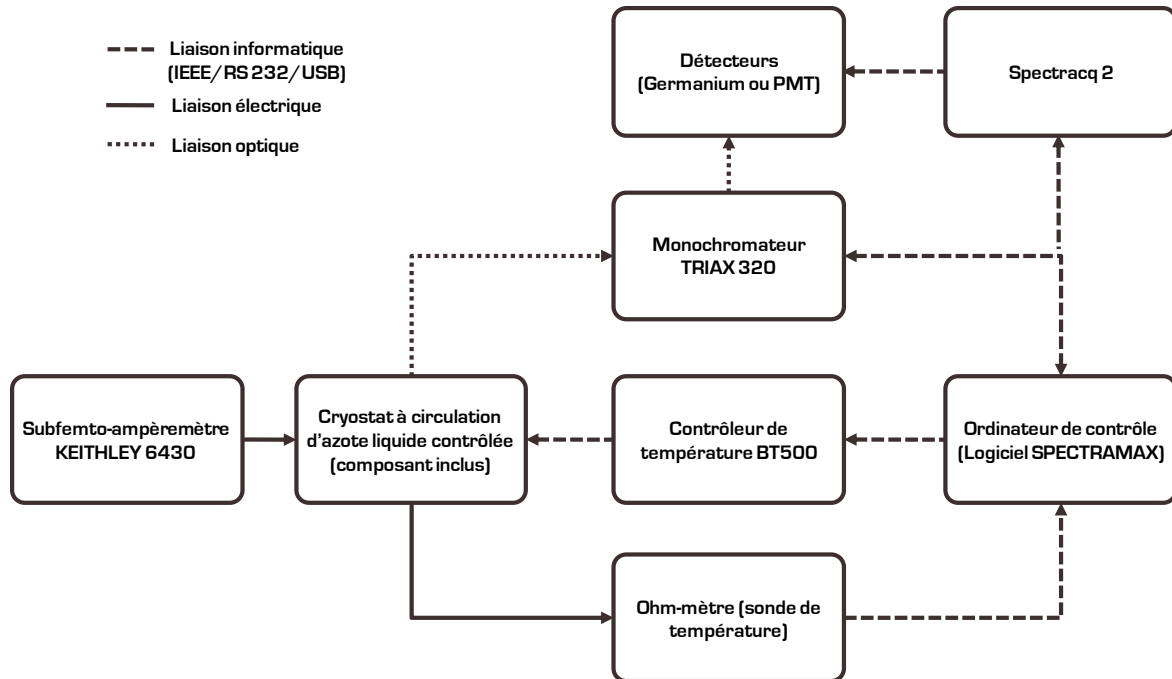 Liaison informatique
(IEEE/RS 232/USB)
Liaison électrique
Liaison optique
Détecteurs
(Germanium ou PMT)
Spectracq 2
Monochromateur
TRIAX 320
Subfemto-ampèremètre
KEITHLEY 6430
Cryostat à circulation
d'azote liquide contrôlée
(composant inclus)
Contrôleur de
température BT500
Ordinateur de contrôle
(Logiciel SPECTRAMAX)
Ohm-mètre (sonde de
température)